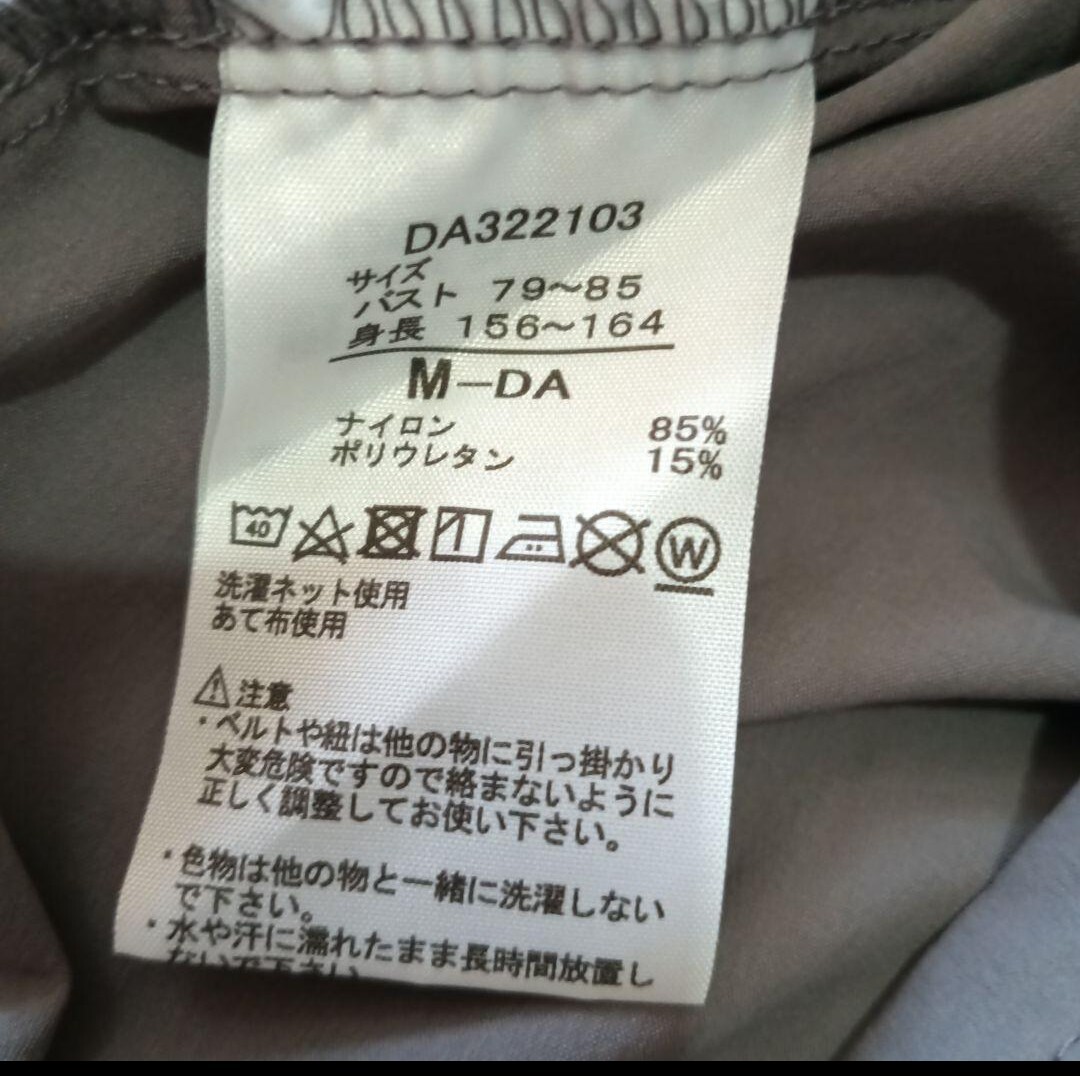 DA322103
サイズ
バスト 79〜85
身長 156〜164
M−DA
ナイロン 85%
ポリウレタン 15%
40 W
洗濯ネット使用
あて布使用
注意
・ベルトや紐は他の物に引っ掛かり
大変危険ですので絡まないように
正しく調整してお使い下さい。
・色物は他の物と一緒に洗濯しない
で下さい。
・水や汗に濡れたまま長時間放置し
ないで下さい